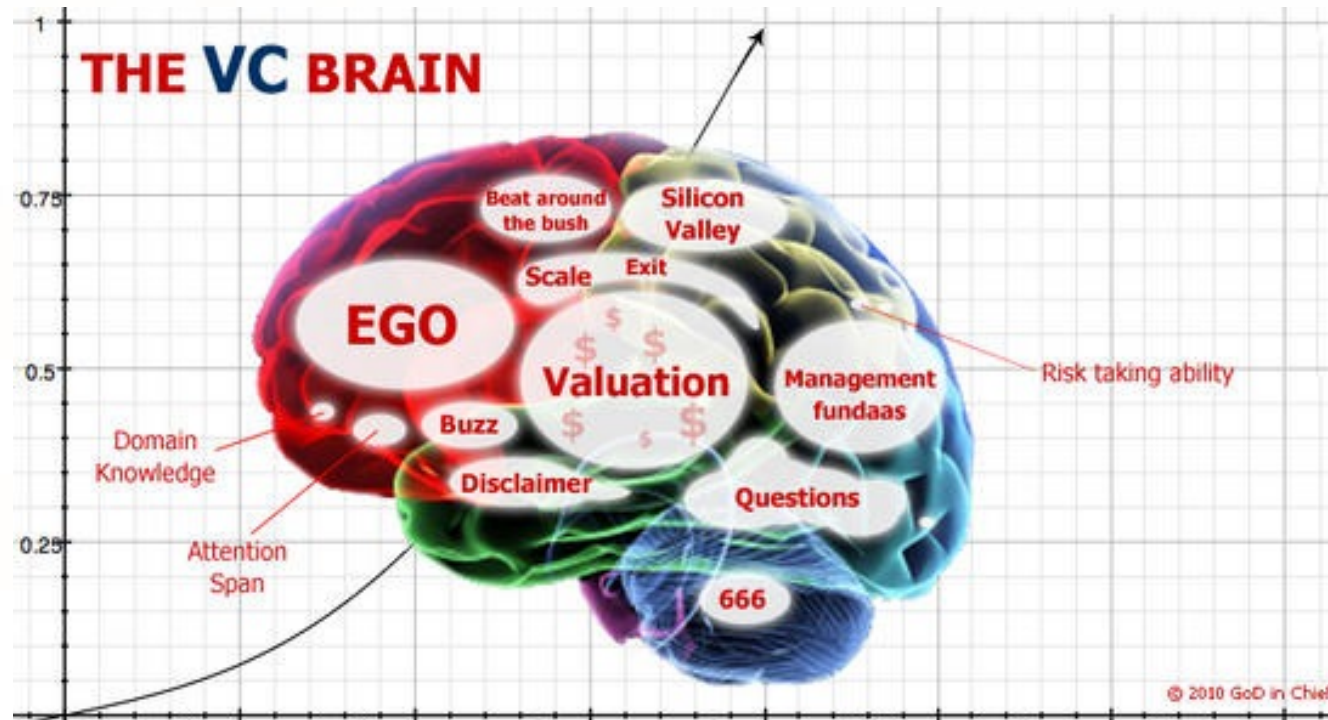 1
THE VC BRAIN
0.75
Beat around
the bush
Silicon
Valley
Scale
Exit
EGO
$
$
$
Valuation
$
$
$
0.5
Management
fundaas
Risk taking ability
Buzz
Domain
Knowledge
Disclaimer
Questions
Attention
Span
0.25
666
© 2010 GoD in Chief